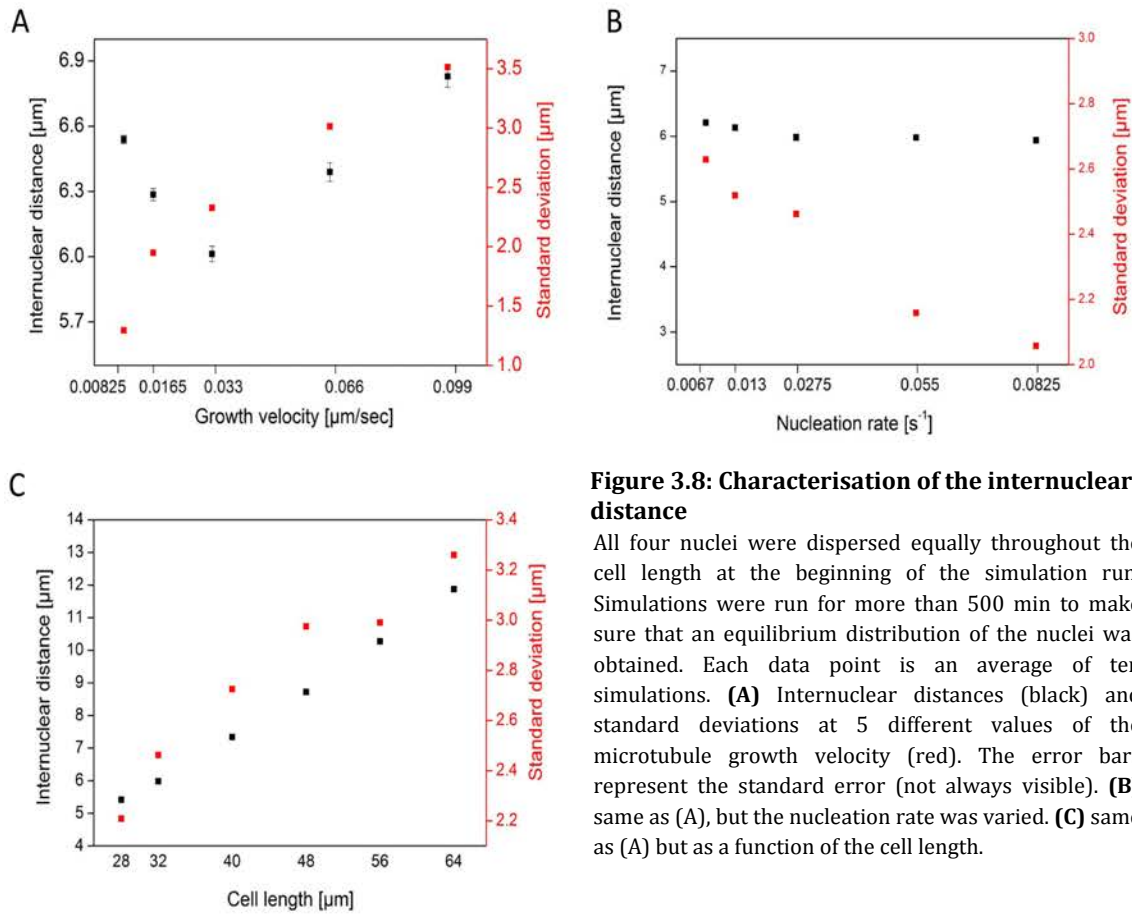 A
6.9
6.6
6.3
6.0
5.7
Internuclear distance [µm]
3.5
3.0
2.5
2.0
1.5
1.0
Standard deviation [µm]
0.00825 0.0165 0.033 0.066 0.099
Growth velocity [µm/sec]
B
7
6
5
4
3
Internuclear distance [µm]
3.0
2.8
2.6
2.4
2.2
2.0
Standard deviation [µm]
0.0067 0.013 0.0275 0.055 0.0825
Nucleation rate [s⁻¹]
C
14
13
12
11
10
9
8
7
6
5
4
Internuclear distance [µm]
3.4
3.2
3.0
2.8
2.6
2.4
2.2
Standard deviation [µm]
28 32 40 48 56 64
Cell length [µm]
Figure 3.8: Characterisation of the internuclear
distance
All four nuclei were dispersed equally throughout the
cell length at the beginning of the simulation run
Simulations were run for more than 500 min to make
sure that an equilibrium distribution of the nuclei wa
obtained. Each data point is an average of ter
simulations. (A) Internuclear distances (black) and
standard deviations at 5 different values of the
microtubule growth velocity (red). The error bar
represent the standard error (not always visible). (B)
same as (A), but the nucleation rate was varied. (C) same
as (A) but as a function of the cell length.